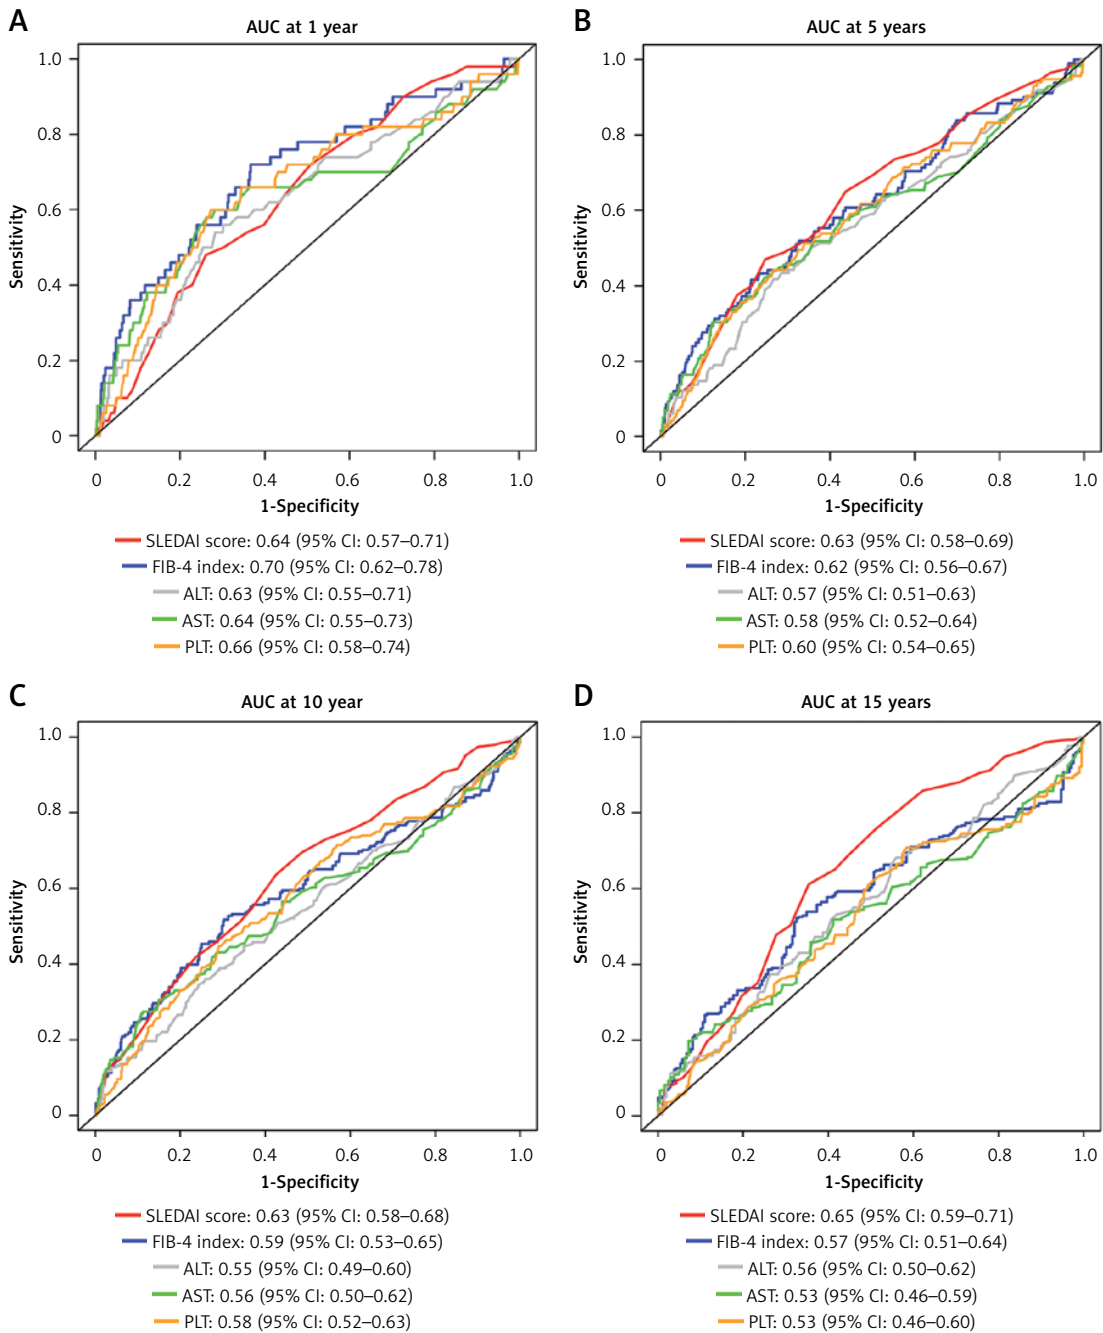 A
AUC at 1 year
Sensitivity
1.0
0.8
0.6
0.4
0.2
0
0 0.2 0.4 0.6 0.8 1.0
1-Specificity
SLEDAI score: 0.64 (95% CI: 0.57–0.71)
FIB-4 index: 0.70 (95% CI: 0.62–0.78)
ALT: 0.63 (95% CI: 0.55–0.71)
AST: 0.64 (95% CI: 0.55–0.73)
PLT: 0.66 (95% CI: 0.58–0.74)
B
AUC at 5 years
Sensitivity
1.0
0.8
0.6
0.4
0.2
0
0 0.2 0.4 0.6 0.8 1.0
1-Specificity
SLEDAI score: 0.63 (95% CI: 0.58–0.69)
FIB-4 index: 0.62 (95% CI: 0.56–0.67)
ALT: 0.57 (95% CI: 0.51–0.63)
AST: 0.58 (95% CI: 0.52–0.64)
PLT: 0.60 (95% CI: 0.54–0.65)
C
AUC at 10 year
Sensitivity
1.0
0.8
0.6
0.4
0.2
0
0 0.2 0.4 0.6 0.8 1.0
1-Specificity
SLEDAI score: 0.63 (95% CI: 0.58–0.68)
FIB-4 index: 0.59 (95% CI: 0.53–0.65)
ALT: 0.55 (95% CI: 0.49–0.60)
AST: 0.56 (95% CI: 0.50–0.62)
PLT: 0.58 (95% CI: 0.52–0.63)
D
AUC at 15 years
Sensitivity
1.0
0.8
0.6
0.4
0.2
0
0 0.2 0.4 0.6 0.8 1.0
1-Specificity
SLEDAI score: 0.65 (95% CI: 0.59–0.71)
FIB-4 index: 0.57 (95% CI: 0.51–0.64)
ALT: 0.56 (95% CI: 0.50–0.62)
AST: 0.53 (95% CI: 0.46–0.59)
PLT: 0.53 (95% CI: 0.46–0.60)